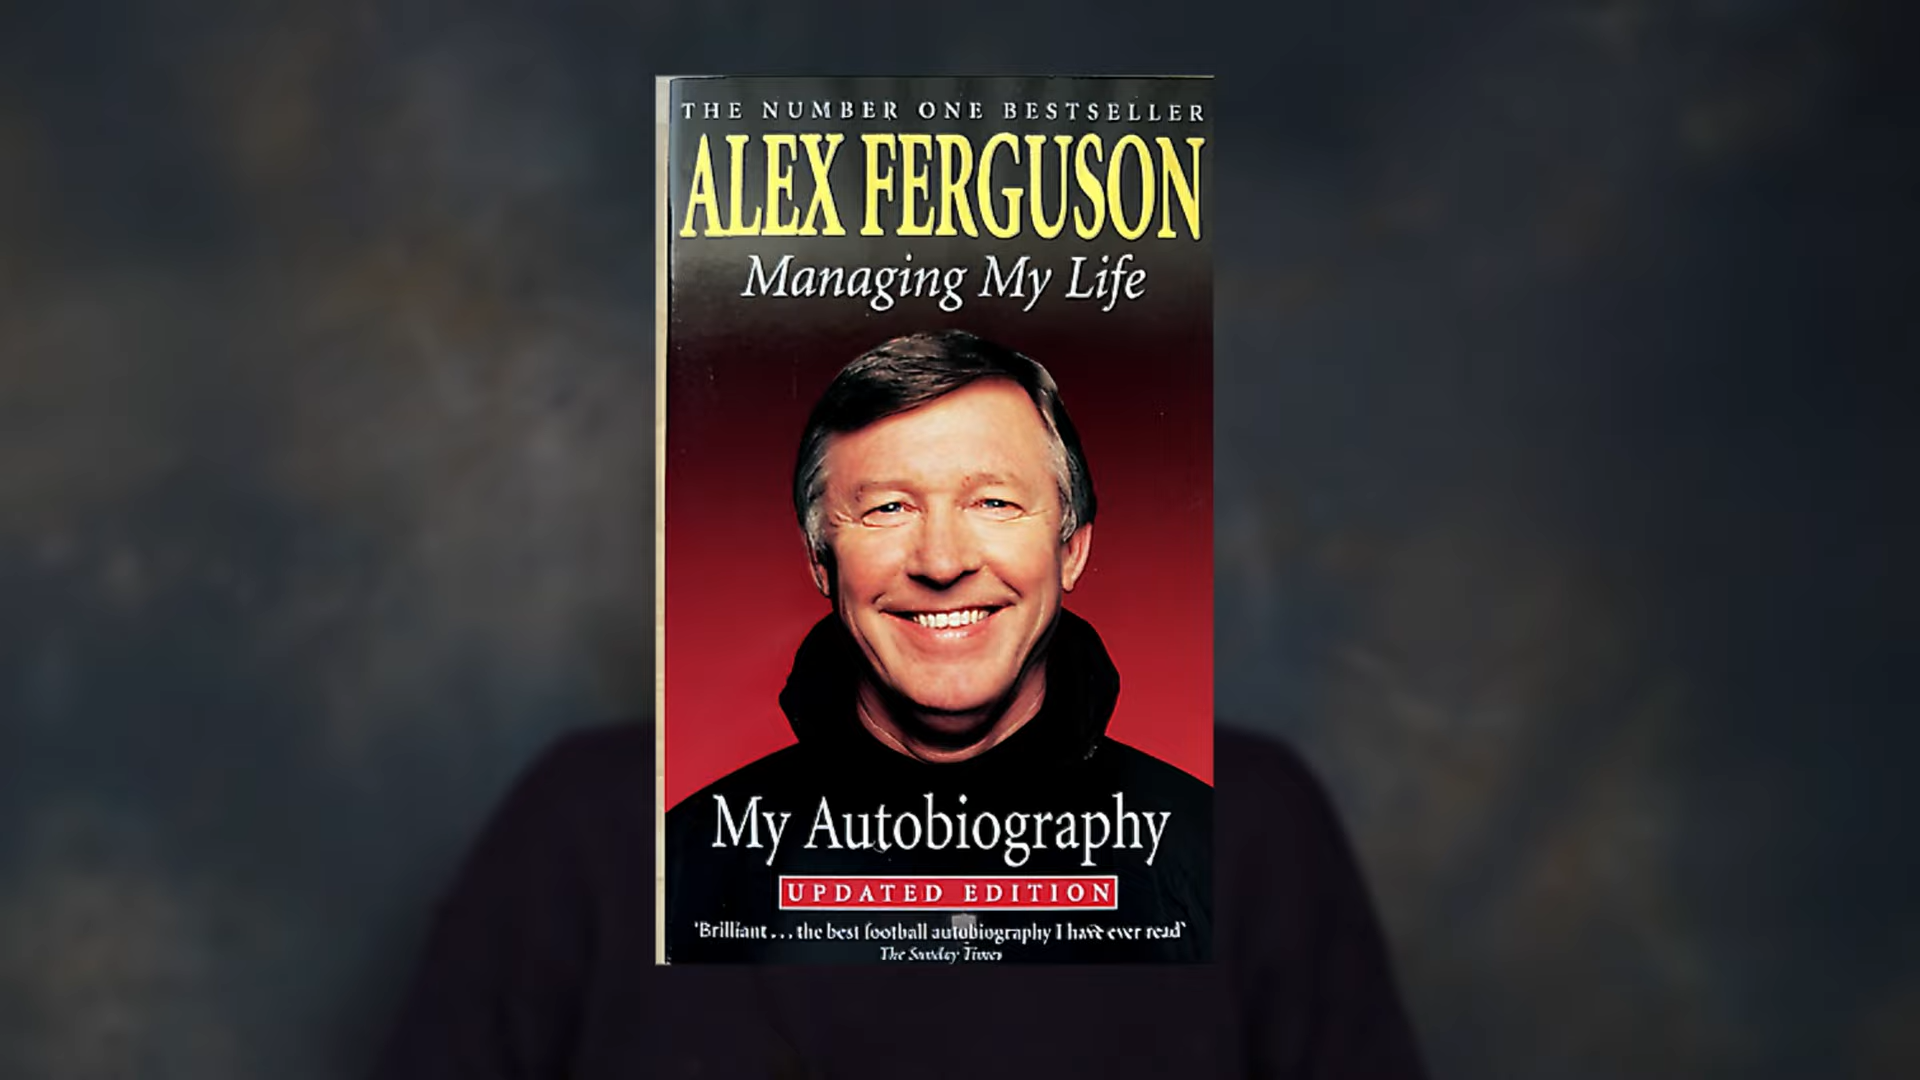 THE NUMBER ONE BESTSELLER
ALEX FERGUSON
Managing My Life
My Autobiography
UPDATED EDITION
'Brilliant . . . the best football autobiography I have ever read'
The Sunday Times